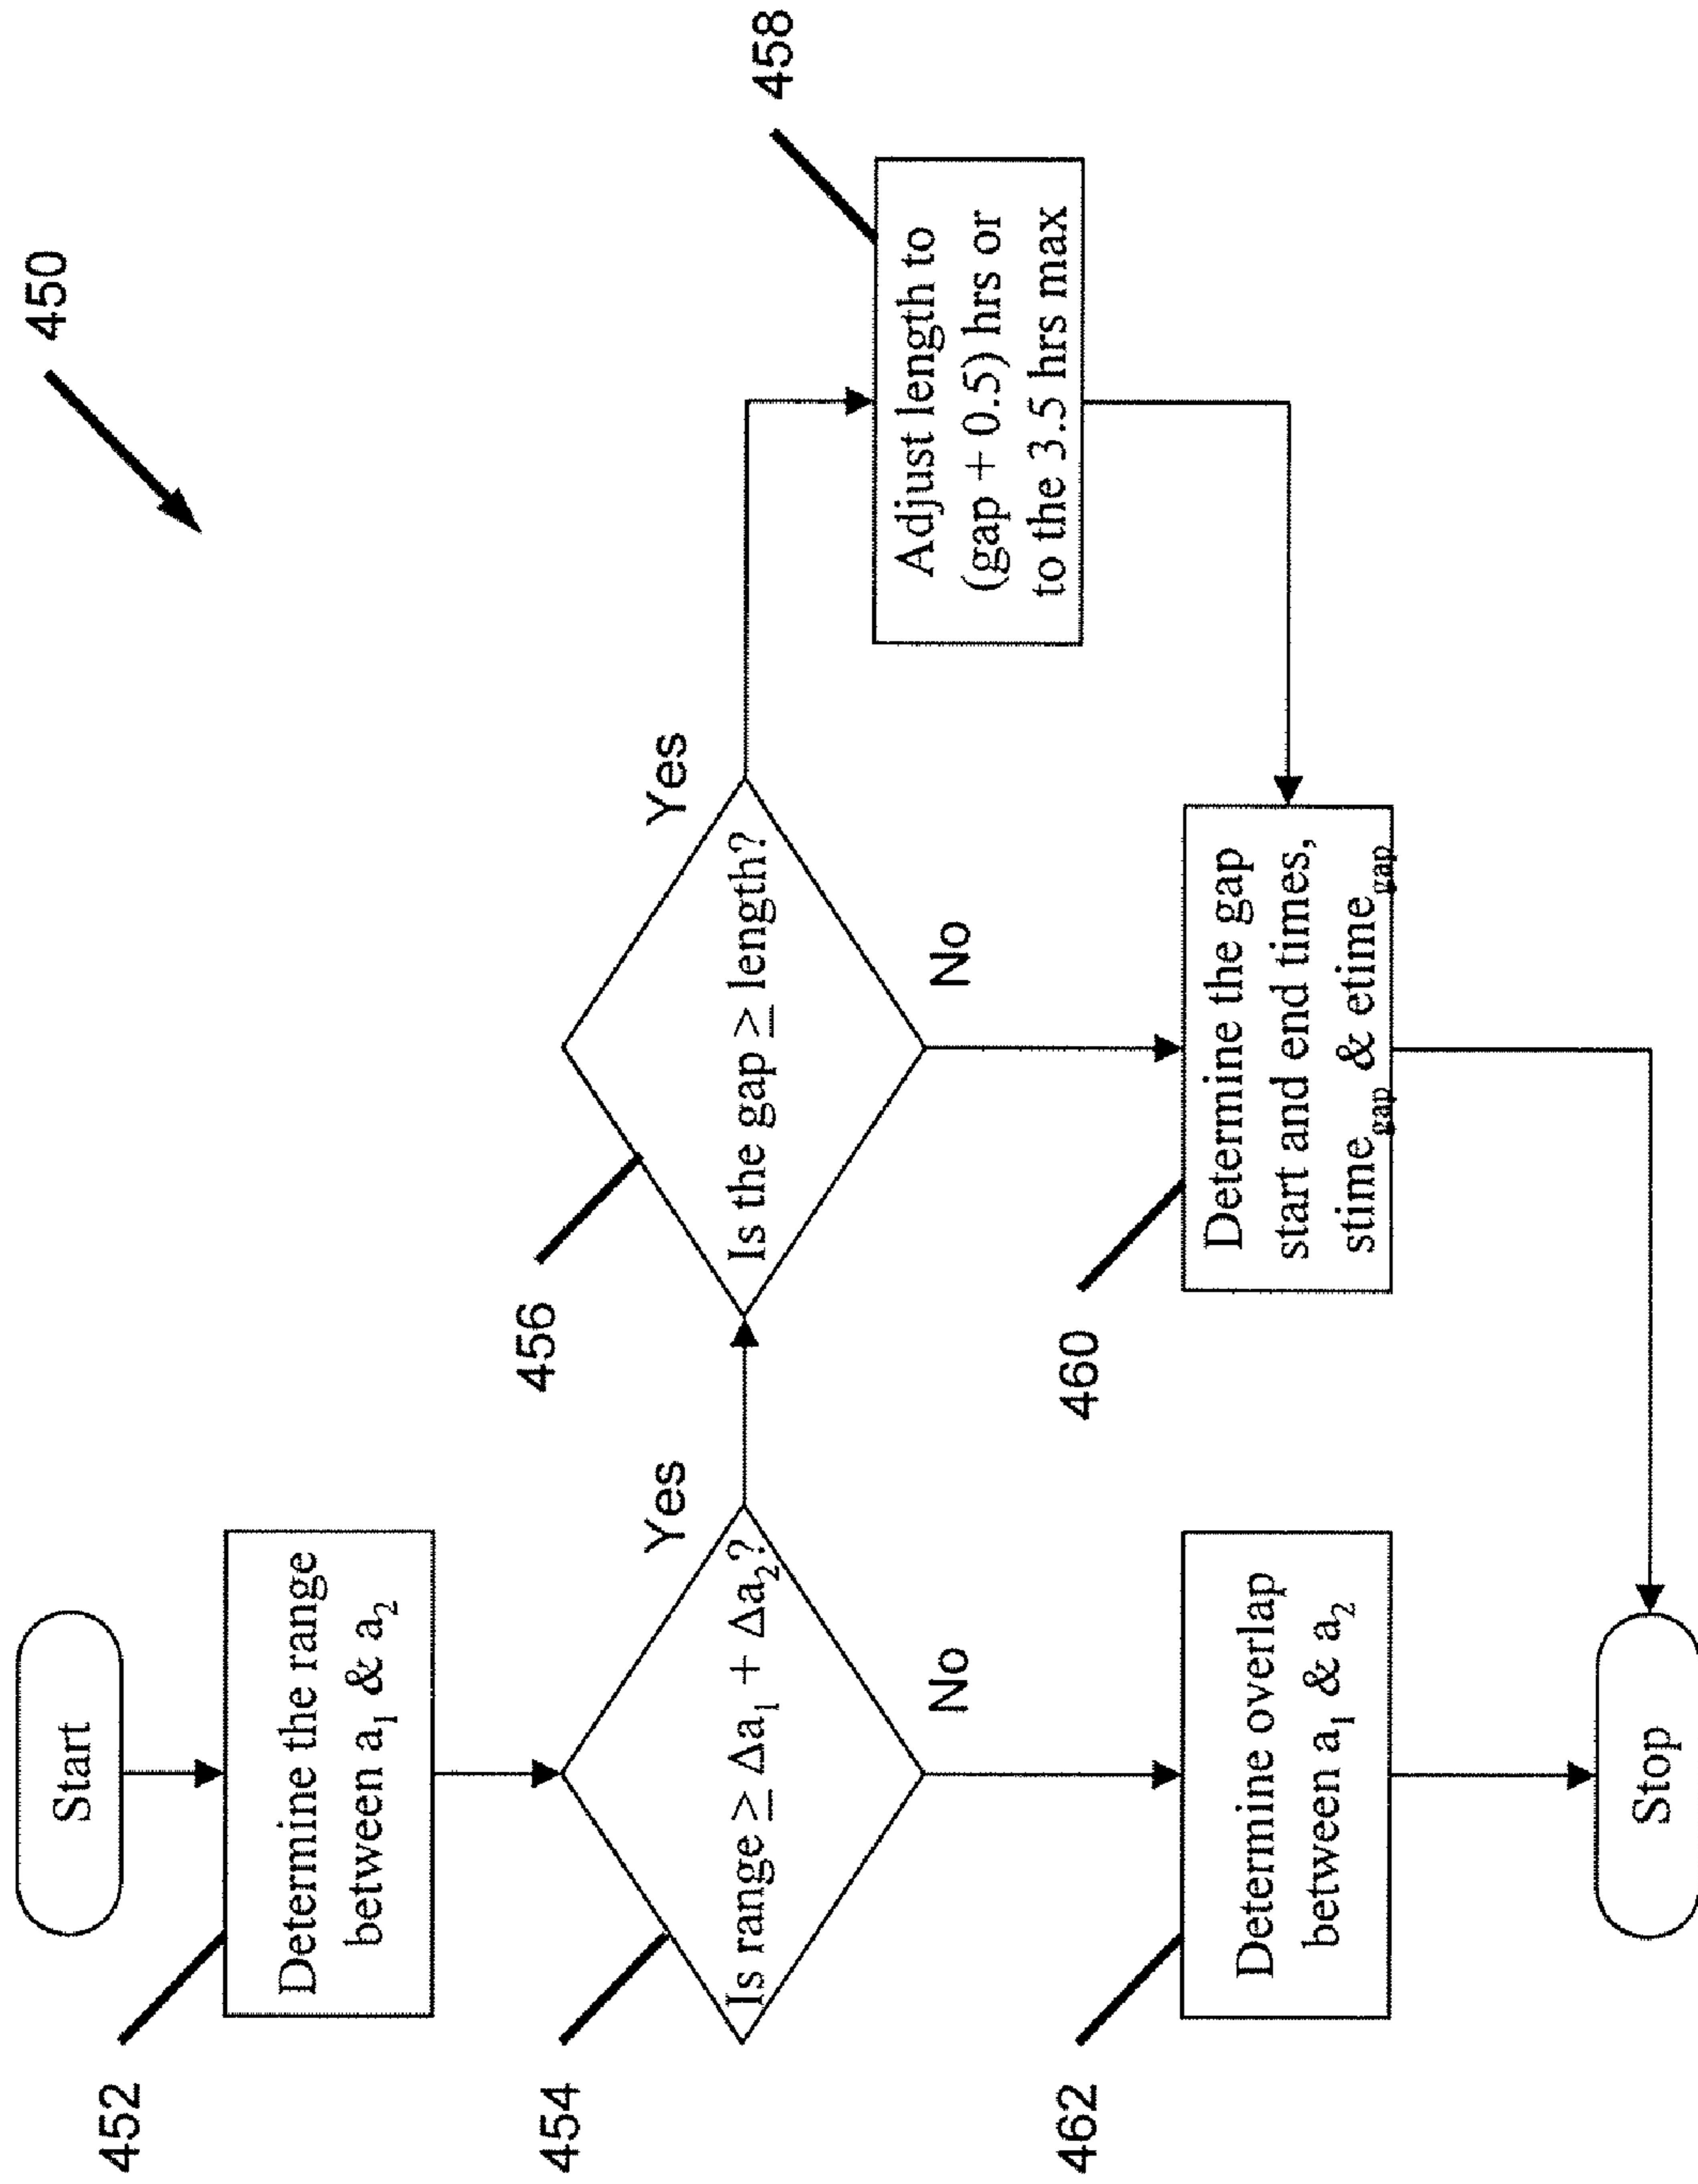 450
Start
452
Determine the range
between a₁ & a₂
454
Is range ≥ Δa₁ + Δa₂?
Yes
No
456
Is the gap ≥ length?
Yes
No
458
Adjust length to
(gap + 0.5) hrs or
to the 3.5 hrs max
460
Determine the gap
start and end times,
stime_gap & etime_gap
462
Determine overlap
between a₁ & a₂
Stop